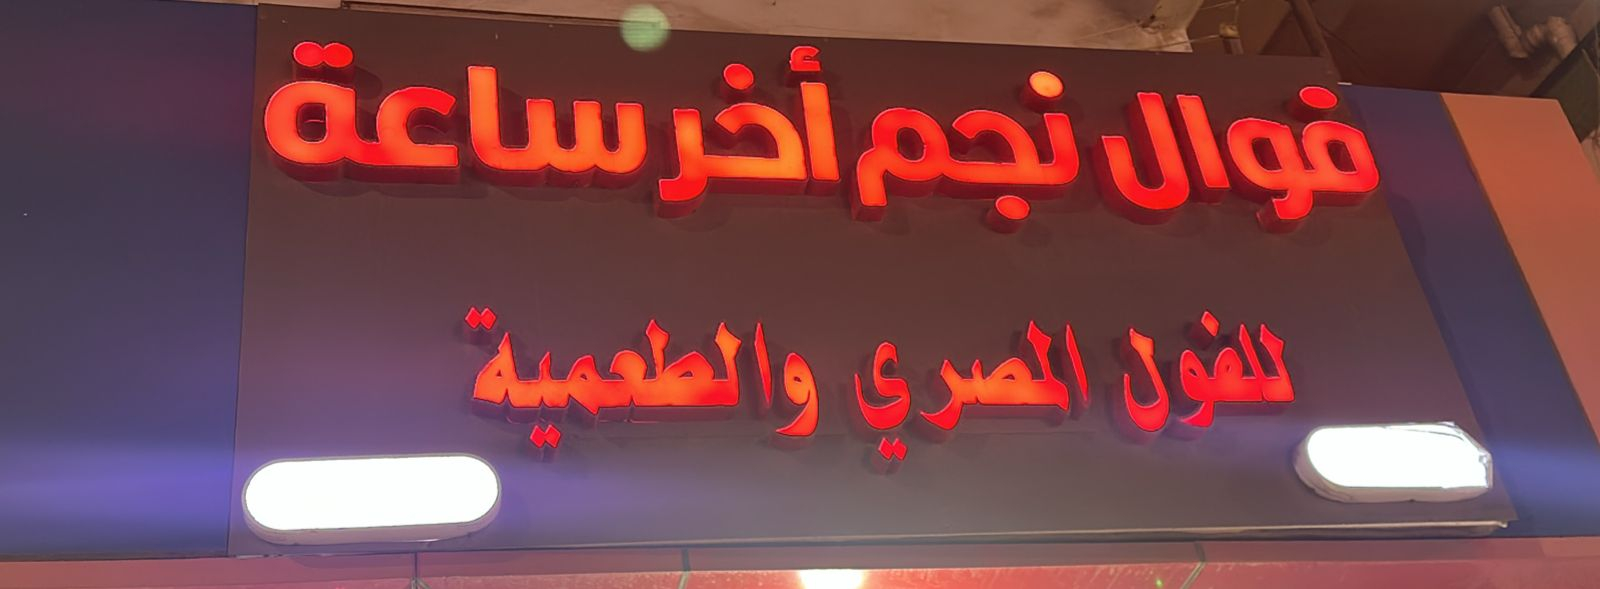 فوال نجم أخر ساعة
للفول المصري والطعمية